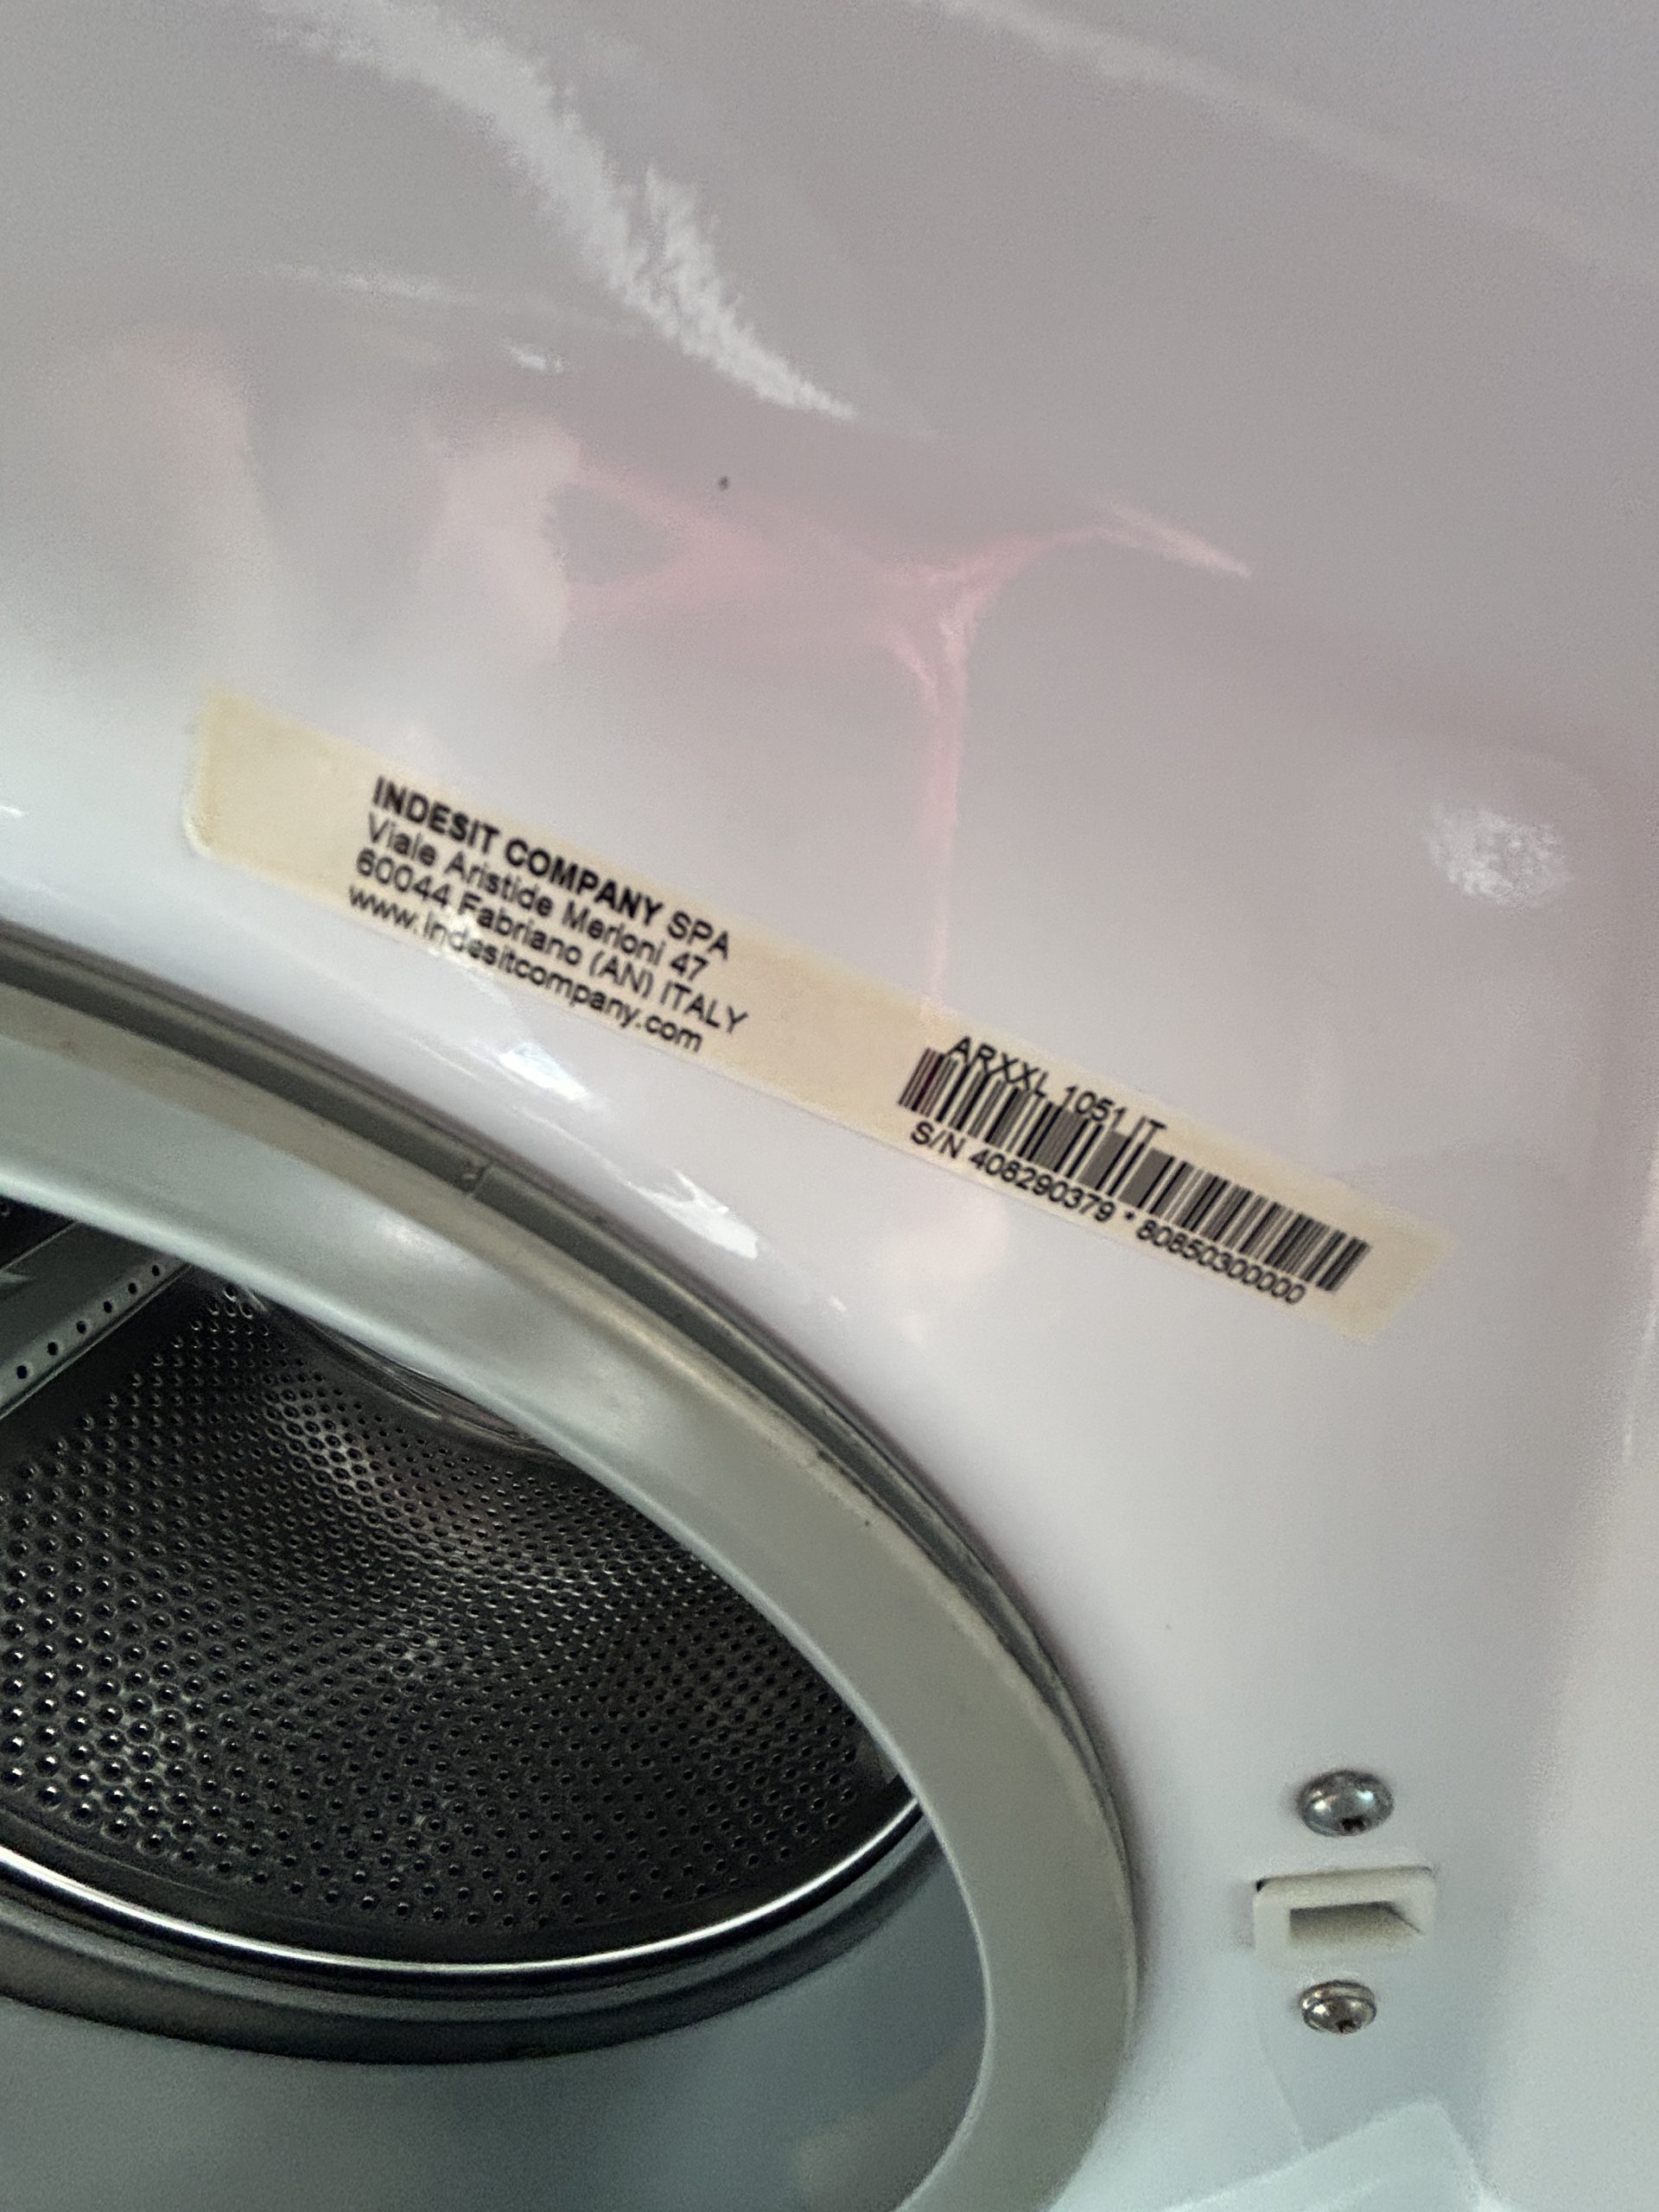 INDESIT COMPANY SPA
Viale Aristide Merloni 47
60044 Fabriano (AN) ITALY
www.indesitcompany.com
ARXXL 1051 IT
S/N 408290379 * 80850300000